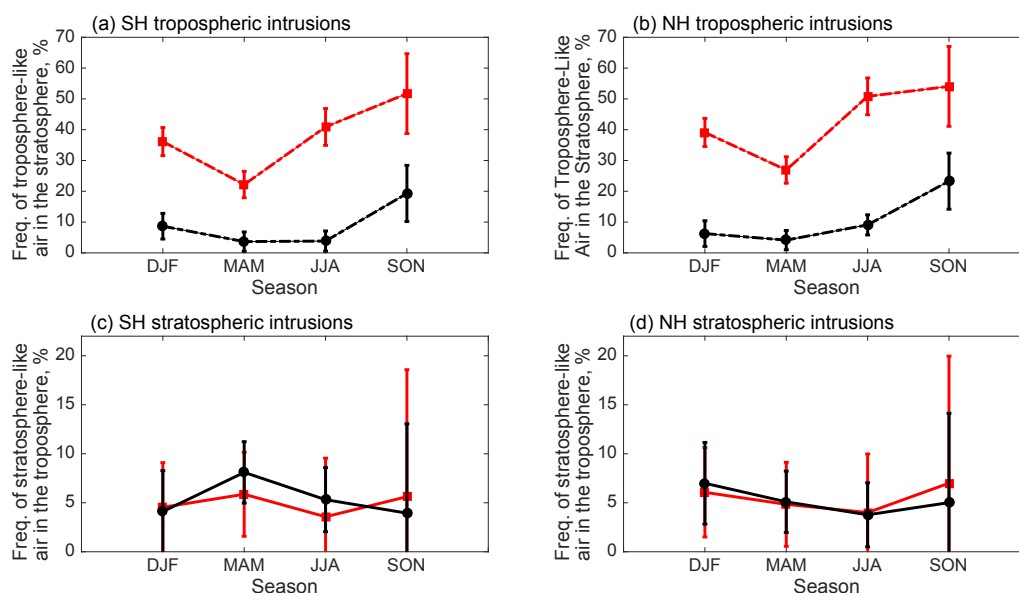 (a) SH tropospheric intrusions
Freq. of troposphere-like
air in the stratosphere, %
70
60
50
40
30
20
10
0
DJF MAM JJA SON
Season
(b) NH tropospheric intrusions
Freq. of Troposphere-Like
Air in the Stratosphere, %
70
60
50
40
30
20
10
0
DJF MAM JJA SON
Season
(c) SH stratospheric intrusions
Freq. of stratosphere-like
air in the troposphere, %
20
15
10
5
0
DJF MAM JJA SON
Season
(d) NH stratospheric intrusions
Freq. of stratosphere-like
air in the troposphere, %
20
15
10
5
0
DJF MAM JJA SON
Season